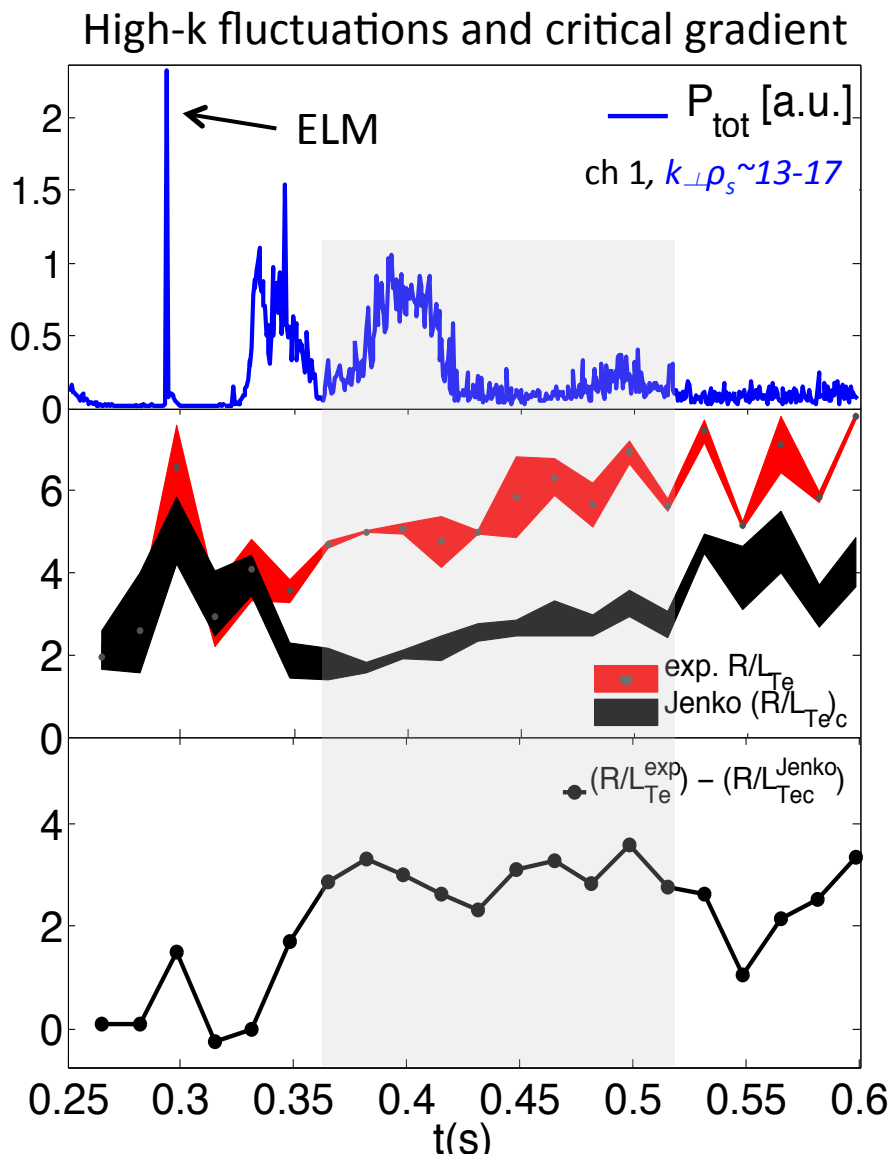 High-k fluctuations and critical gradient
2
1.5
1
0.5
0
ELM
P_tot [a.u.]
ch 1, k⊥ρs~13-17
6
4
2
0
exp. R/L_Te
Jenko (R/L_Te)_c
4
2
0
(R/L_Te^exp) − (R/L_Tec^Jenko)
0.25 0.3 0.35 0.4 0.45 0.5 0.55 0.6
t(s)